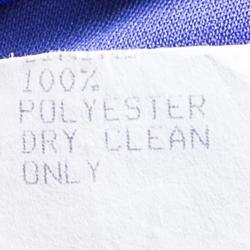 100%
POLYESTER
DRY CLEAN
ONLY